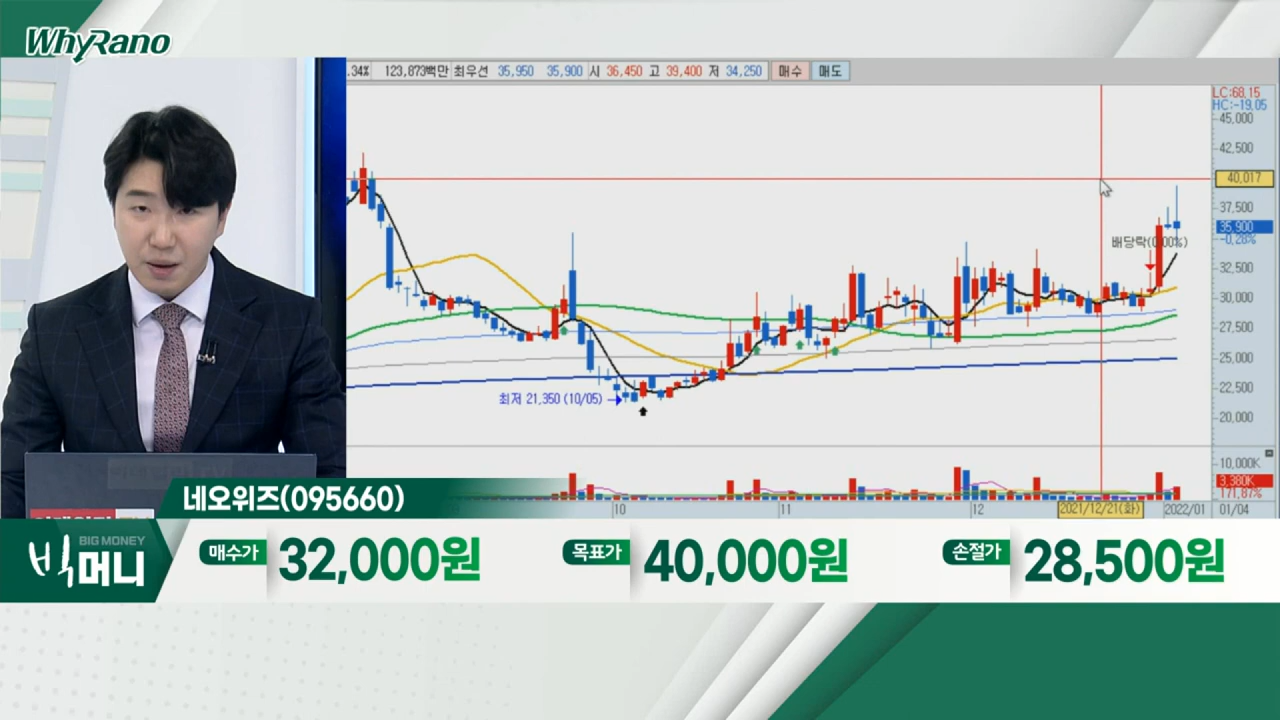 WhyRano
.34% 123,873백만 최우선 35,950 35,900 시 36,450 고 39,400 저 34,250 매수 매도
LC:68.15
HC:-19.05
45,000
42,500
40,017
37,500
35,900
-0.28%
배당락(0.00%)
32,500
30,000
27,500
25,000
22,500
20,000
최저 21,350 (10/05)
10,000K
3,380K
171.87%
10
11
12
2021/12/21(화)
2022/01
01/04
네오위즈(095660)
BIG MONEY
빅머니
매수가 32,000원
목표가 40,000원
손절가 28,500원